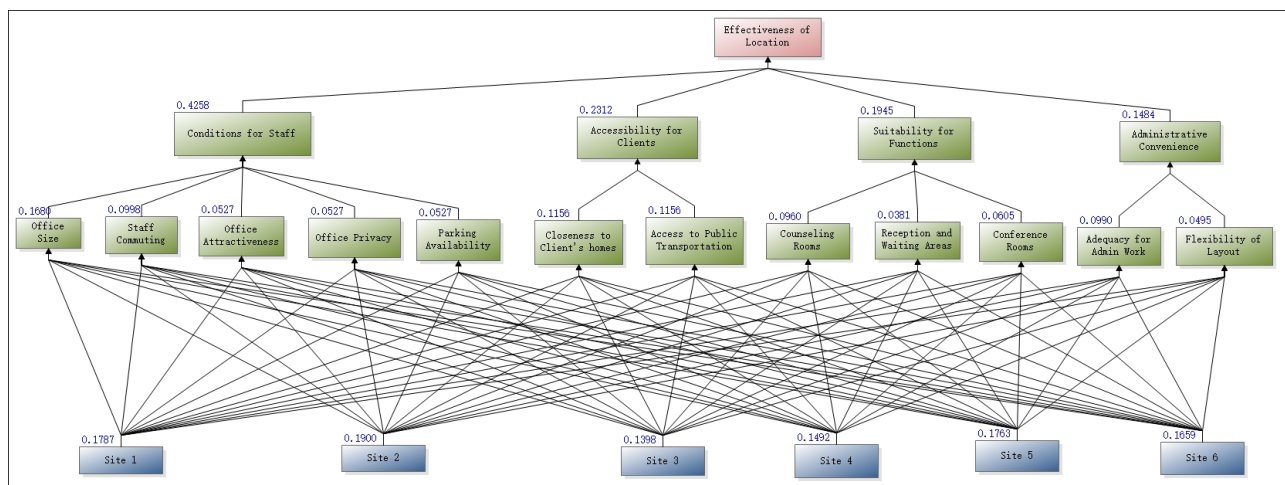 Effectiveness of
Location
0.4258
Conditions for Staff
0.2312
Accessibility for
Clients
0.1945
Suitability for
Functions
0.1484
Administrative
Convenience
0.1680
Office
Size
0.0998
Staff
Commuting
0.0527
Office
Attractiveness
0.0527
Office Privacy
0.0527
Parking
Availability
0.1156
Closeness to
Client's homes
0.1156
Access to Public
Transportation
0.0960
Counseling
Rooms
0.0381
Reception and
Waiting Areas
0.0605
Conference
Rooms
0.0990
Adequacy for
Admin Work
0.0495
Flexibility of
Layout
0.1787
Site 1
0.1900
Site 2
0.1398
Site 3
0.1492
Site 4
0.1763
Site 5
0.1659
Site 6